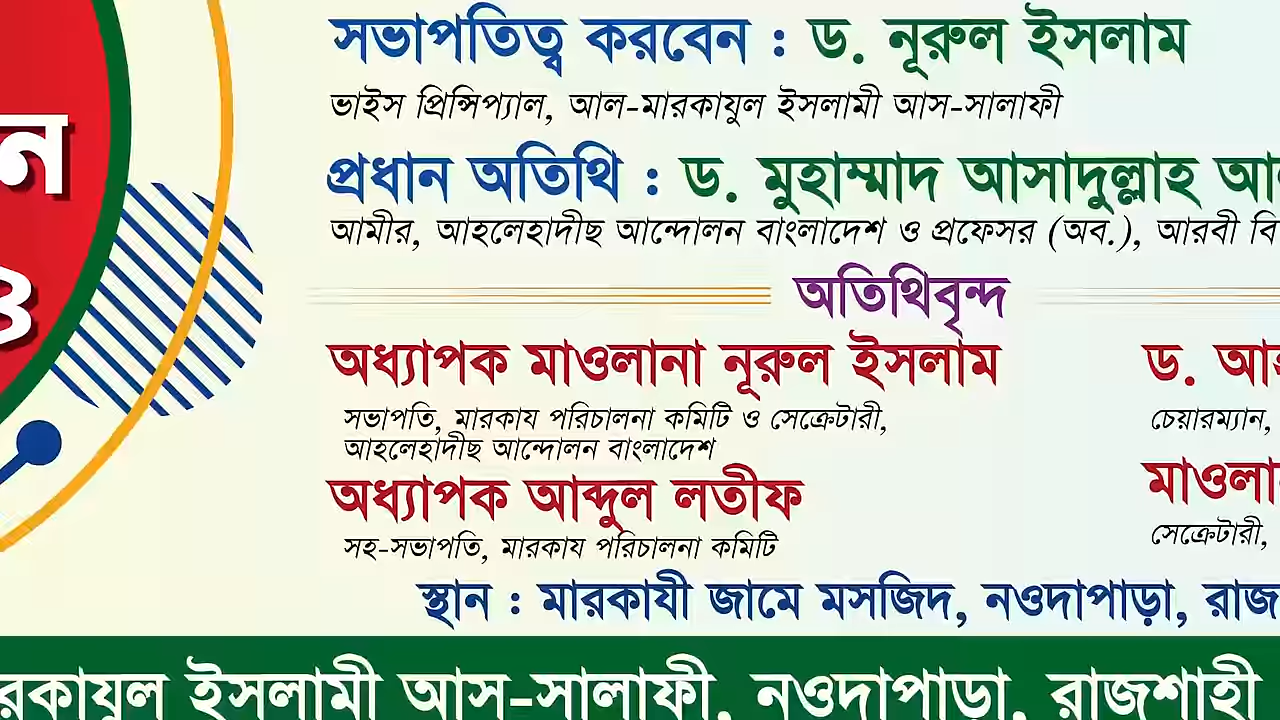 সভাপতিত্ব করবেন : ড. নূরুল ইসলাম
ভাইস প্রিন্সিপ্যাল, আল-মারকাযুল ইসলামী আস-সালাফী
প্রধান অতিথি : ড. মুহাম্মাদ আসাদুল্লাহ
আমীর, আহলেহাদীছ আন্দোলন বাংলাদেশ ও প্রফেসর (অব.), আরবী
অতিথিবৃন্দ
অধ্যাপক মাওলানা নূরুল ইসলাম
সভাপতি, মারকায পরিচালনা কমিটি ও সেক্রেটারী,
আহলেহাদীছ আন্দোলন বাংলাদেশ
অধ্যাপক আব্দুল লতীফ
সহ-সভাপতি, মারকায পরিচালনা কমিটি
ড.
চেয়ারম্যান,
সেক্রেটারী,
স্থান : মারকাযী জামে মসজিদ, নওদাপাড়া,
ইসলামী আস-সালাফী, নওদাপাড়া, রাজশাহী